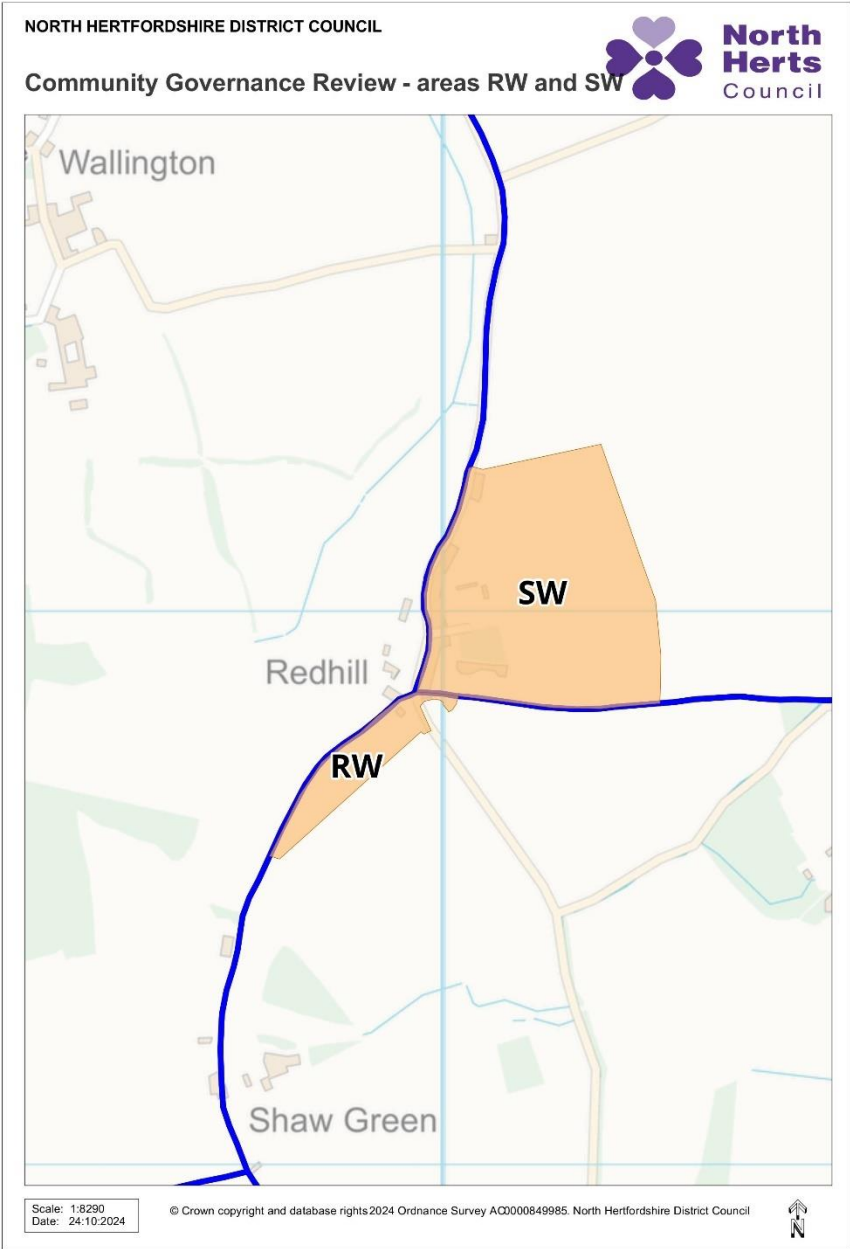 NORTH HERTFORDSHIRE DISTRICT COUNCIL
Community Governance Review - areas RW and SW
North
Herts
Council
Wallington
SW
Redhill
RW
Shaw Green
Scale: 1:8290
Date: 24:10:2024
© Crown copyright and database rights2024 Ordnance Survey AC0000849985. North Hertfordshire District Council
N